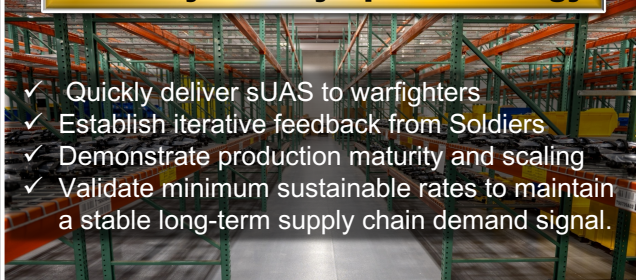 ✓ Quickly deliver sUAS to warfighters
✓ Establish iterative feedback from Soldiers
✓ Demonstrate production maturity and scaling
✓ Validate minimum sustainable rates to maintain
a stable long-term supply chain demand signal.